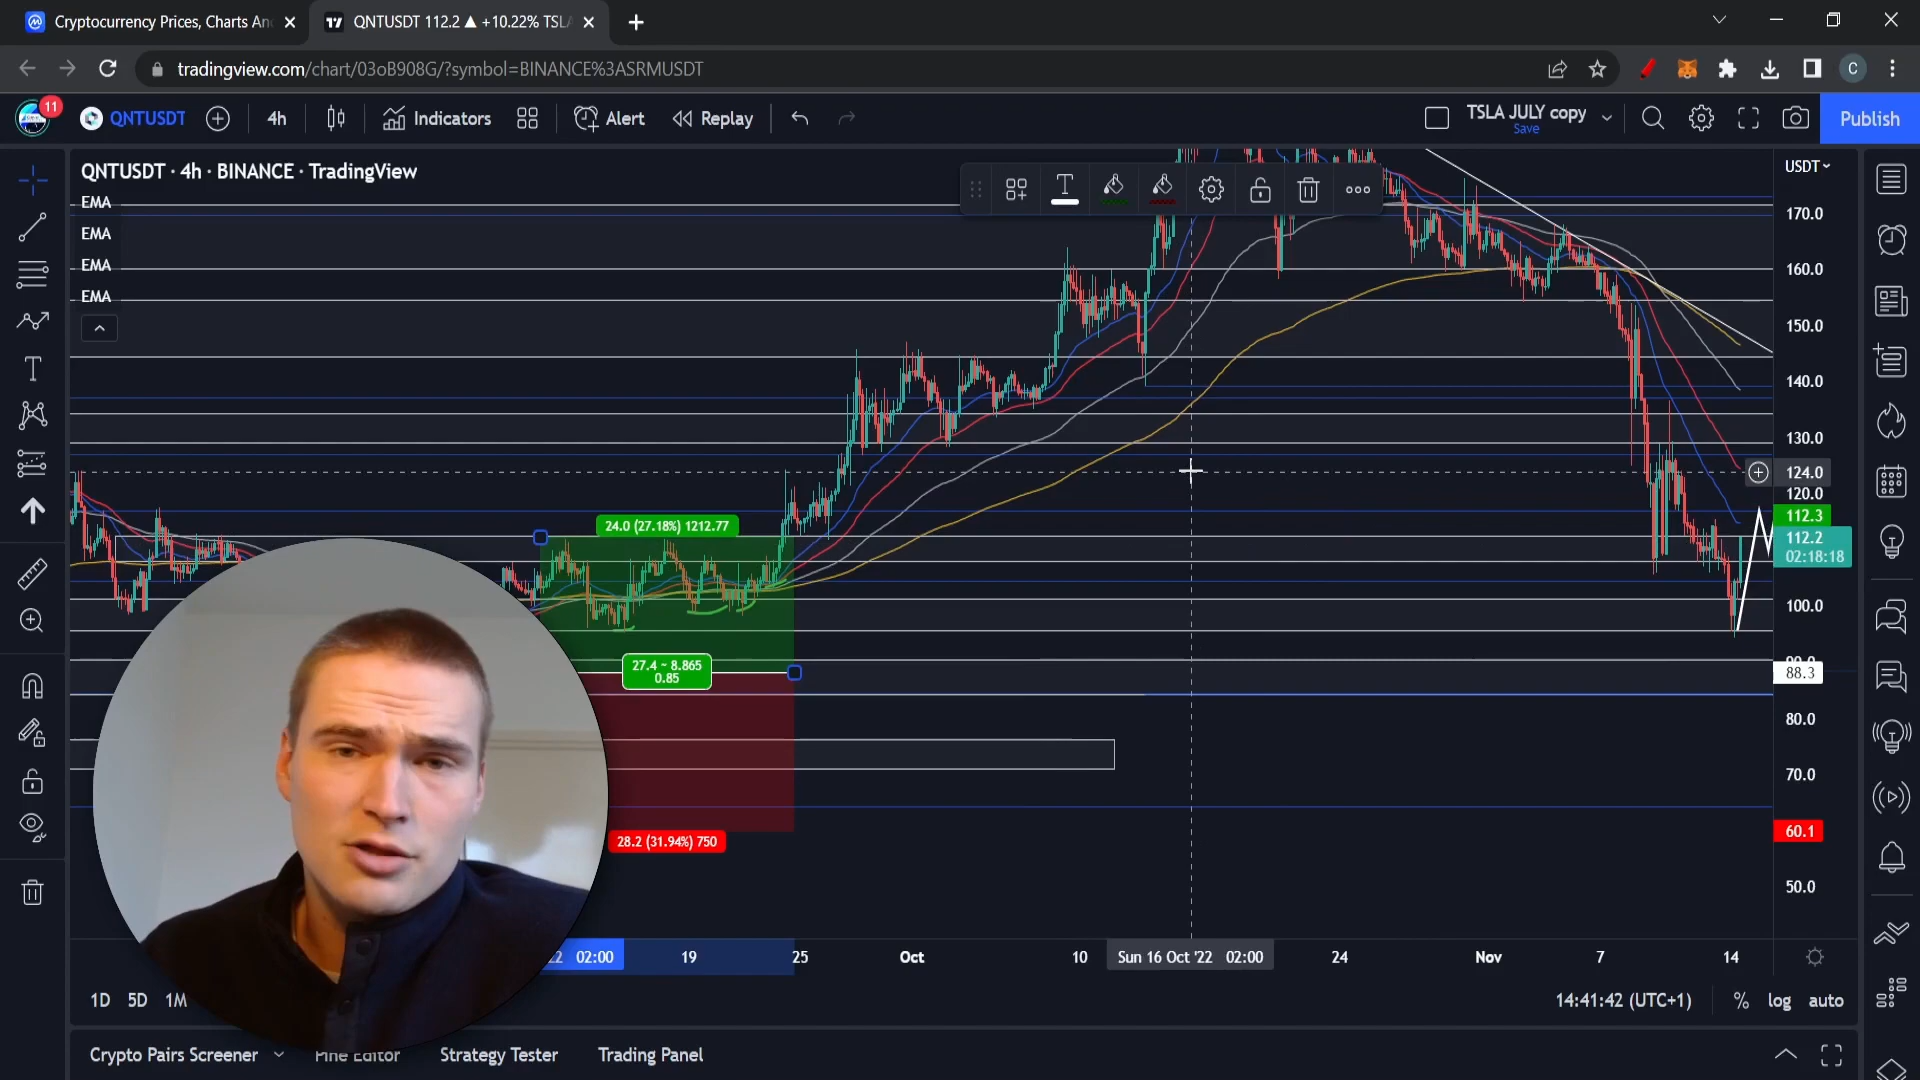 Cryptocurrency Prices, Charts An
QNTUSDT 112.2 ▲ +10.22% TSLA
tradingview.com/chart/03oB908G/?symbol=BINANCE%3ASRMUSDT
C
11
QNTUSDT
4h
Indicators
Alert
Replay
TSLA JULY copy
Save
Publish
QNTUSDT · 4h · BINANCE · TradingView
EMA
EMA
EMA
EMA
USDT
170.0
160.0
150.0
140.0
130.0
124.0
120.0
112.3
112.2
02:18:18
100.0
88.3
80.0
70.0
60.1
50.0
24.0 (27.18%) 1212.77
27.4 ~ 8.865
0.85
28.2 (31.94%) 750
22 02:00
19
25
Oct
10
Sun 16 Oct '22 02:00
24
Nov
7
14
1D
5D
1M
14:41:42 (UTC+1)
%
log
auto
Crypto Pairs Screener
Pine Editor
Strategy Tester
Trading Panel